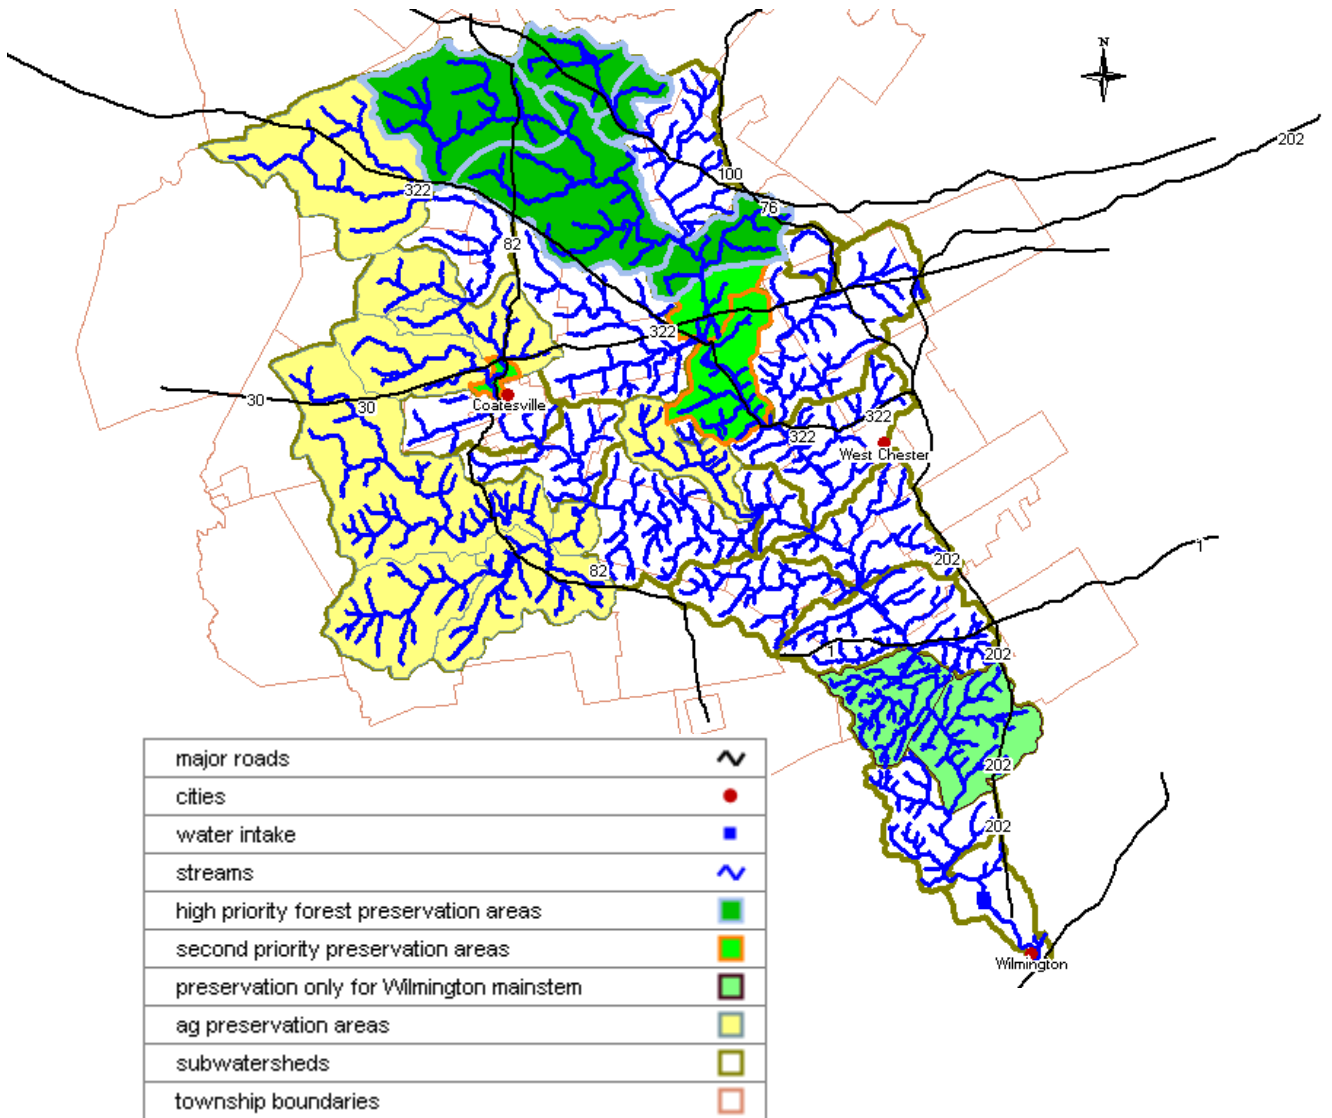 N
202
100
76
322
82
322
30
30
Coatesville
322
322
West Chester
82
202
1
1
202
202
202
Wilmington
major roads
cities
water intake
streams
high priority forest preservation areas
second priority preservation areas
preservation only for Wilmington mainstem
ag preservation areas
subwatersheds
township boundaries